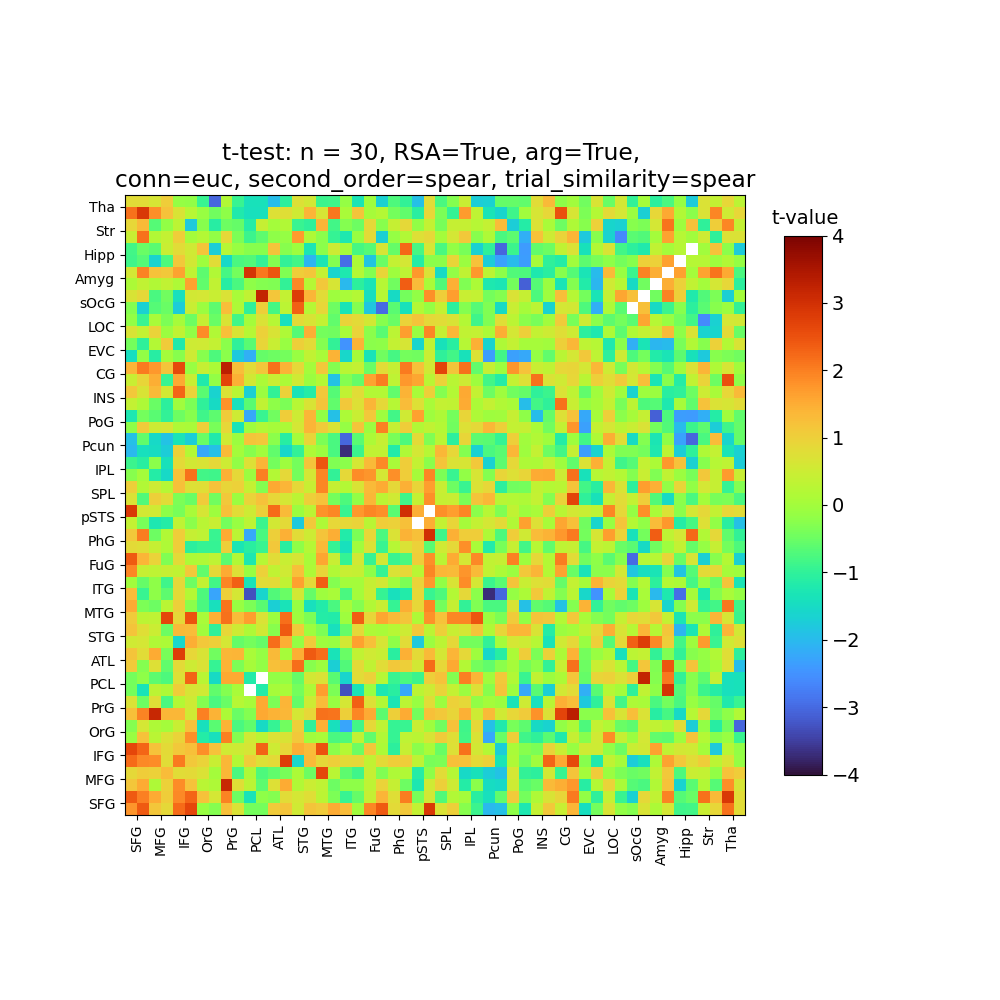 t-test: n = 30, RSA=True, arg=True,
conn=euc, second_order=spear, trial_similarity=spear
t-value
Tha
Str
Hipp
Amyg
sOcG
LOC
EVC
CG
INS
PoG
Pcun
IPL
SPL
pSTS
PhG
FuG
ITG
MTG
STG
ATL
PCL
PrG
OrG
IFG
MFG
SFG
4
3
2
1
0
−1
−2
−3
−4
SFG
MFG
IFG
OrG
PrG
PCL
ATL
STG
MTG
ITG
FuG
PhG
pSTS
SPL
IPL
Pcun
PoG
INS
CG
EVC
LOC
sOcG
Amyg
Hipp
Str
Tha